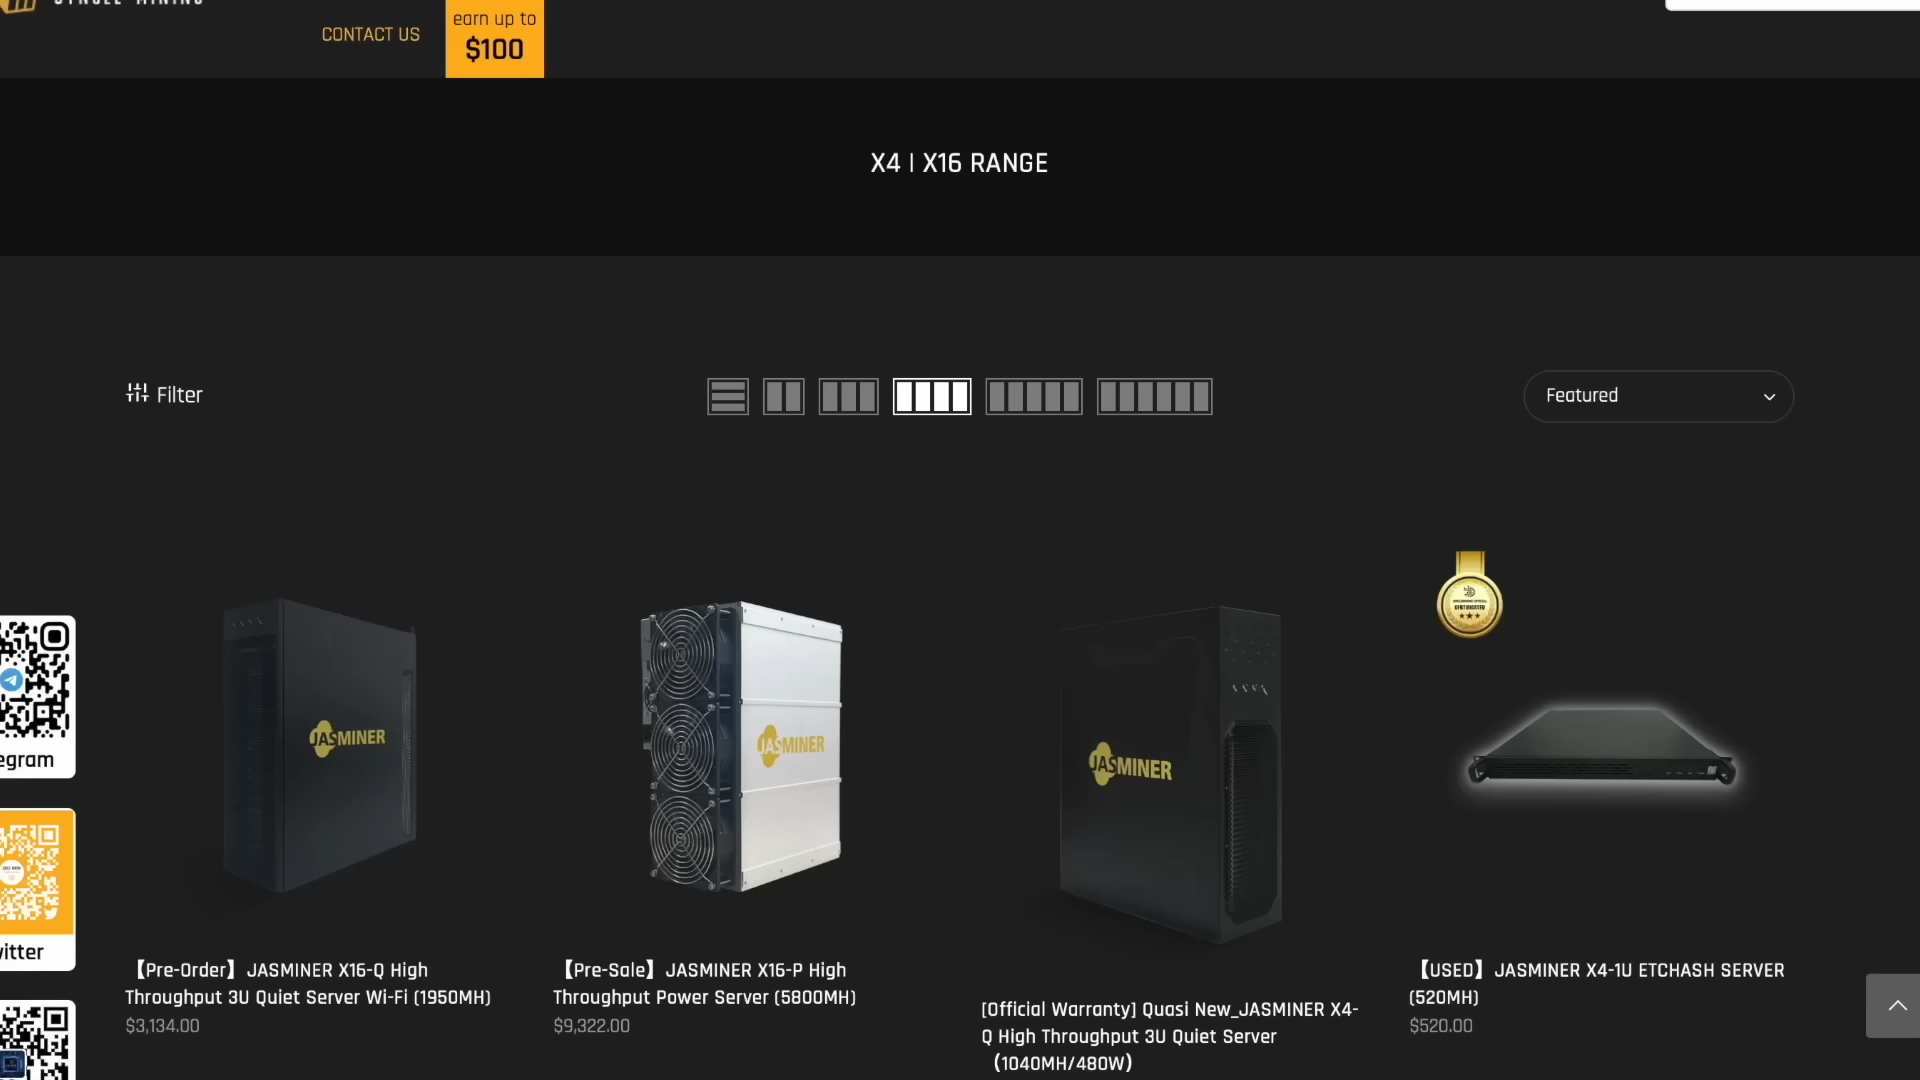 CONTACT US
earn up to
$100
X4 | X16 RANGE
Filter
Featured
JASMINER
JASMINER
JASMINER
CERTIFICATED
egram
itter
【Pre-Order】JASMINER X16-Q High
Throughput 3U Quiet Server Wi-Fi (1950MH)
$3,134.00
【Pre-Sale】JASMINER X16-P High
Throughput Power Server (5800MH)
$9,322.00
[Official Warranty] Quasi New_JASMINER X4-
Q High Throughput 3U Quiet Server
（1040MH/480W）
【USED】JASMINER X4-1U ETCHASH SERVER
(520MH)
$520.00